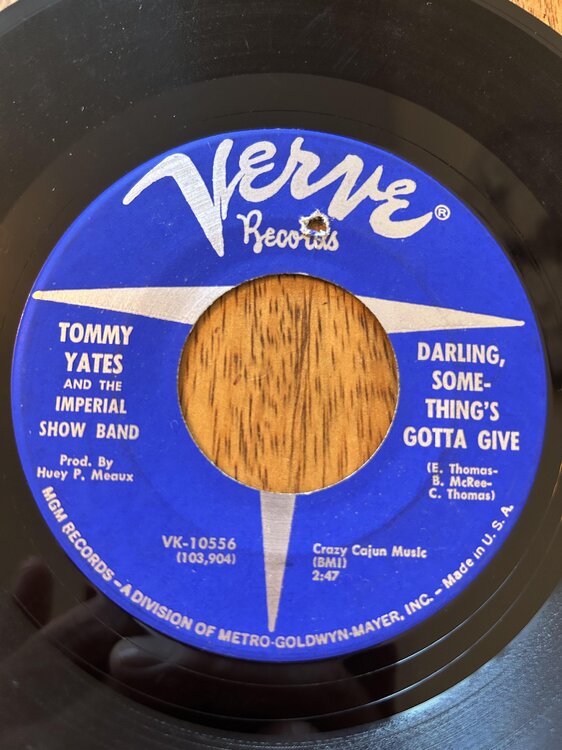 VERVE®
Records
TOMMY
YATES
AND THE
IMPERIAL
SHOW BAND
Prod. By
Huey P. Meaux
DARLING,
SOME-
THING'S
GOTTA GIVE
(E. Thomas-
B. McRee-
C. Thomas)
VK-10556
(103,904)
Crazy Cajun Music
(BMI)
2:47
MGM RECORDS – A DIVISION OF METRO-GOLDWYN-MAYER, INC. – Made in U.S.A.